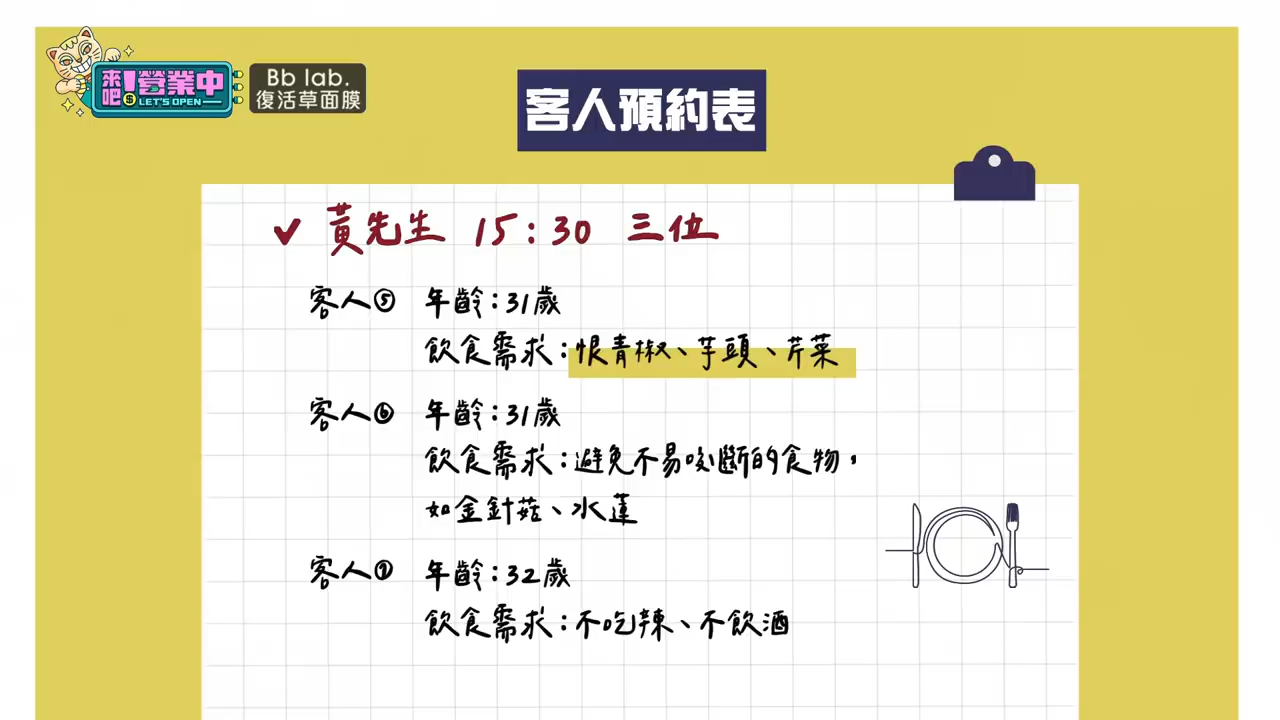 來吧!營業中
LET'S OPEN
Bb lab.
復活草面膜
客人預約表
✓ 黃先生 15:30 三位
客人⑤ 年齡:31歲
飲食需求:恨青椒、芋頭、芹菜
客人⑥ 年齡:31歲
飲食需求:避免不易咬斷的食物,
如金針菇、水蓮
客人⑦ 年齡:32歲
飲食需求:不吃辣、不飲酒